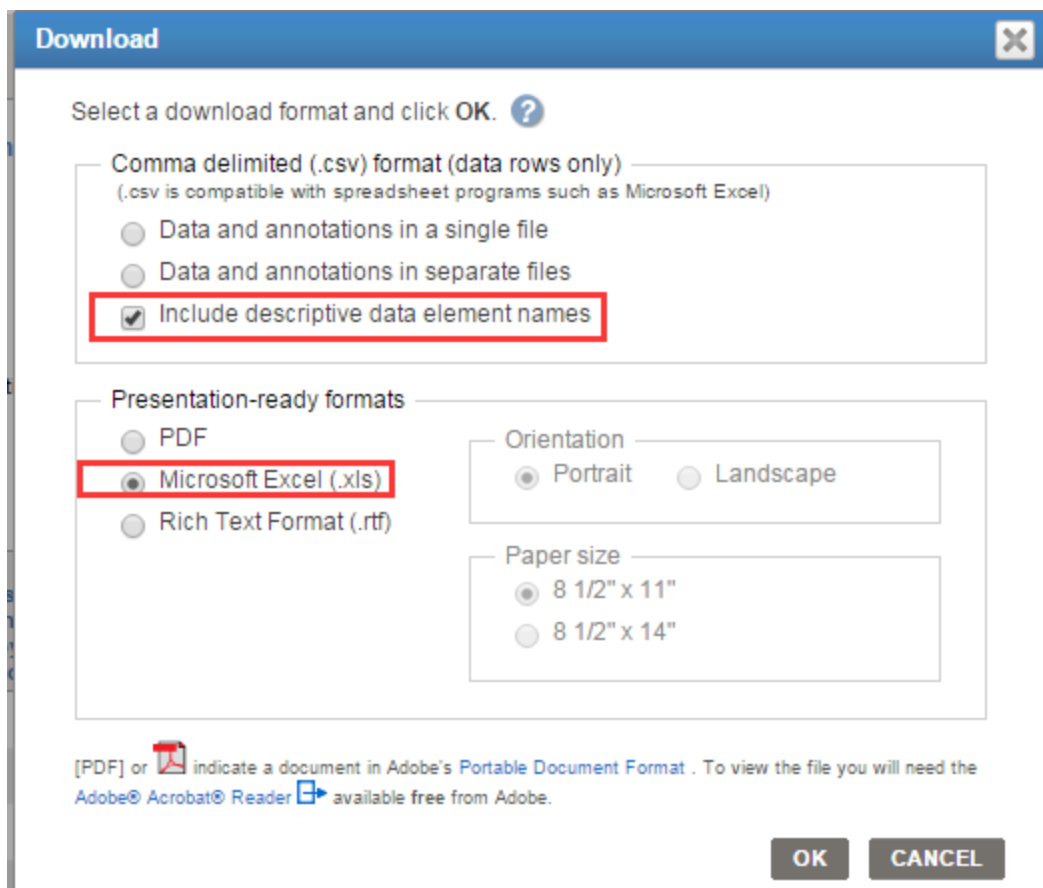 Download
Select a download format and click OK. ?
Comma delimited (.csv) format (data rows only)
(.csv is compatible with spreadsheet programs such as Microsoft Excel)
Data and annotations in a single file
Data and annotations in separate files
Include descriptive data element names
Presentation-ready formats
PDF
Microsoft Excel (.xls)
Rich Text Format (.rtf)
Orientation
Portrait
Landscape
Paper size
8 1/2" x 11"
8 1/2" x 14"
[PDF] or indicate a document in Adobe's Portable Document Format . To view the file you will need the
Adobe® Acrobat® Reader available free from Adobe.
OK
CANCEL